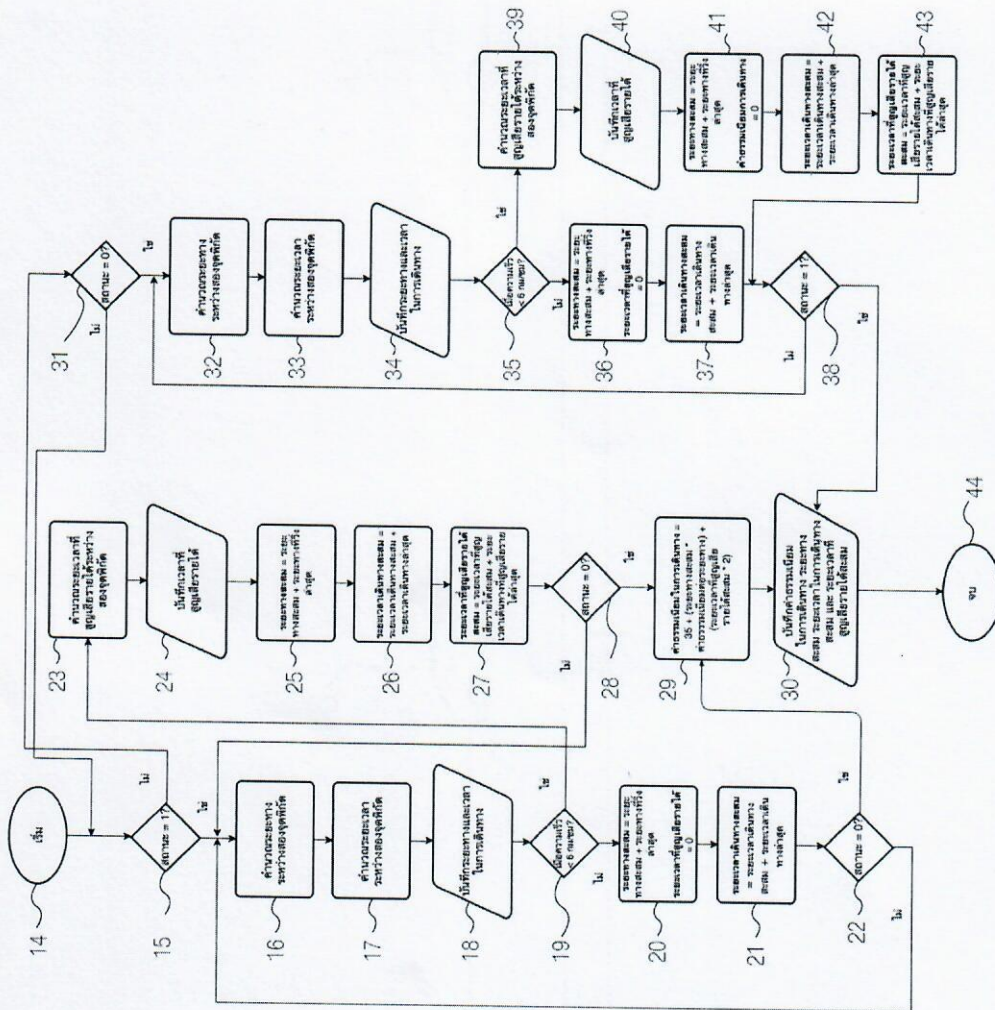 14
เริ่ม
15
สถานะ = 1?
ไม่
ใช่
16
คำนวณระยะทาง
ระหว่างสองจุดพิกัด
17
คำนวณระยะเวลา
ระหว่างสองจุดพิกัด
18
บันทึกระยะทางและเวลา
ในการเดินทาง
19
เมื่อความเร็ว
< 6 กม/ชม?
ใช่
ไม่
20
ระยะทางสะสม = ระยะ
ทางสะสม + ระยะทางที่วิ่ง
ล่าสุด
ระยะเวลาที่สูญเสียรายได้
= 0
21
ระยะเวลาเดินทางสะสม
= ระยะเวลาเดินทาง
สะสม + ระยะเวลาเดิน
ทางล่าสุด
22
สถานะ = 0?
ใช่
ไม่
23
คำนวณระยะเวลาที่
สูญเสียรายได้ระหว่าง
สองจุดพิกัด
24
บันทึกเวลาที่
สูญเสียรายได้
25
ระยะทางสะสม = ระยะ
ทางสะสม + ระยะทางที่วิ่ง
ล่าสุด
26
ระยะเวลาเดินทางสะสม =
ระยะเวลาเดินทางสะสม +
ระยะเวลาเดินทางล่าสุด
27
ระยะเวลาที่สูญเสียรายได้
สะสม = ระยะเวลาที่สูญ
เสียรายได้สะสม + ระยะ
เวลาเดินทางที่สูญเสียราย
ได้ล่าสุด
28
สถานะ = 0?
ไม่
ใช่
29
ค่าธรรมเนียมในการเดินทาง =
35 + (ระยะทางสะสม *
ค่าธรรมเนียมต่อระยะทาง) +
(ระยะเวลาที่สูญเสีย
รายได้สะสม * 2)
30
บันทึกค่าธรรมเนียม
ในการเดินทาง ระยะทาง
สะสม ระยะเวลาในการเดินทาง
สะสม และ ระยะเวลาที่
สูญเสียรายได้สะสม
44
จบ
31
สถานะ = 0?
ไม่
ใช่
32
คำนวณระยะทาง
ระหว่างสองจุดพิกัด
33
คำนวณระยะเวลา
ระหว่างสองจุดพิกัด
34
บันทึกระยะทางและเวลา
ในการเดินทาง
35
เมื่อความเร็ว
< 6 กม/ชม?
ใช่
ไม่
36
ระยะทางสะสม = ระยะ
ทางสะสม + ระยะทางที่วิ่ง
ล่าสุด
ระยะเวลาที่สูญเสียรายได้
= 0
37
ระยะเวลาเดินทางสะสม
= ระยะเวลาเดินทาง
สะสม + ระยะเวลาเดิน
ทางล่าสุด
38
สถานะ = 1?
ไม่
ใช่
39
คำนวณระยะเวลาที่
สูญเสียรายได้ระหว่าง
สองจุดพิกัด
40
บันทึกเวลาที่
สูญเสียรายได้
41
ระยะทางสะสม = ระยะ
ทางสะสม + ระยะทางที่วิ่ง
ล่าสุด
ค่าธรรมเนียมการเดินทาง
= 0
42
ระยะเวลาเดินทางสะสม =
ระยะเวลาเดินทางสะสม +
ระยะเวลาเดินทางล่าสุด
43
ระยะเวลาที่สูญเสียรายได้
สะสม = ระยะเวลาที่สูญ
เสียรายได้สะสม + ระยะ
เวลาเดินทางที่สูญเสียราย
ได้ล่าสุด